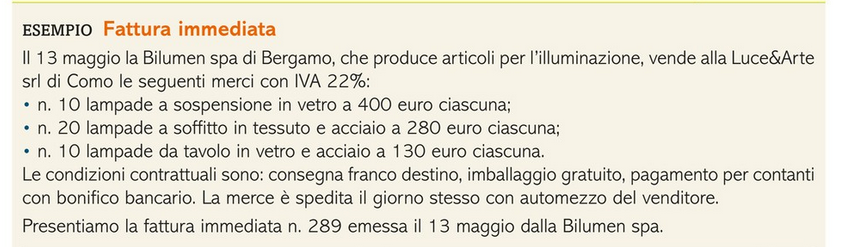 ESEMPIO Fattura immediata
Il 13 maggio la Bilumen spa di Bergamo, che produce articoli per l'illuminazione, vende alla Luce&Arte
srl di Como le seguenti merci con IVA 22%:
• n. 10 lampade a sospensione in vetro a 400 euro ciascuna;
• n. 20 lampade a soffitto in tessuto e acciaio a 280 euro ciascuna;
• n. 10 lampade da tavolo in vetro e acciaio a 130 euro ciascuna.
Le condizioni contrattuali sono: consegna franco destino, imballaggio gratuito, pagamento per contanti
con bonifico bancario. La merce è spedita il giorno stesso con automezzo del venditore.
Presentiamo la fattura immediata n. 289 emessa il 13 maggio dalla Bilumen spa.